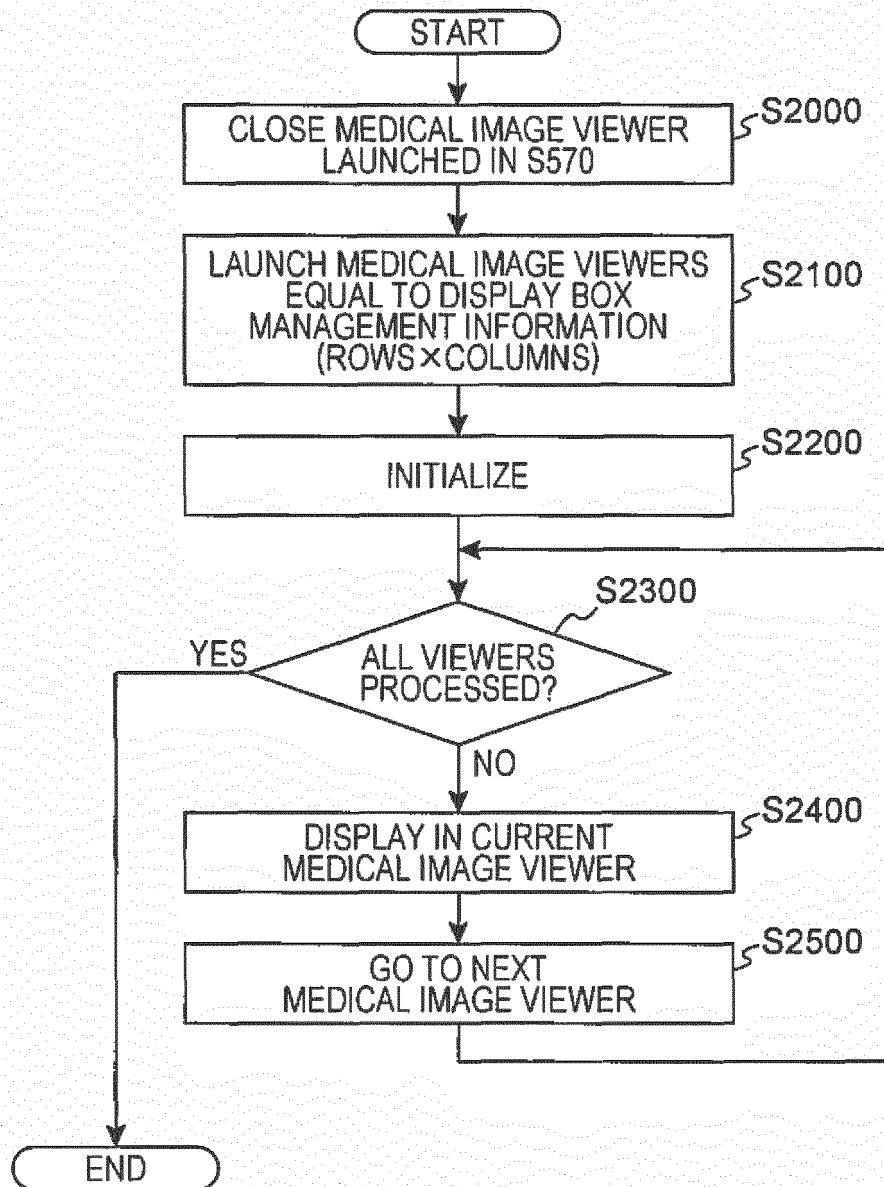 START
CLOSE MEDICAL IMAGE VIEWER
LAUNCHED IN S570
S2000
LAUNCH MEDICAL IMAGE VIEWERS
EQUAL TO DISPLAY BOX
MANAGEMENT INFORMATION
(ROWS×COLUMNS)
S2100
INITIALIZE
S2200
S2300
YES
ALL VIEWERS
PROCESSED?
NO
DISPLAY IN CURRENT
MEDICAL IMAGE VIEWER
S2400
GO TO NEXT
MEDICAL IMAGE VIEWER
S2500
END